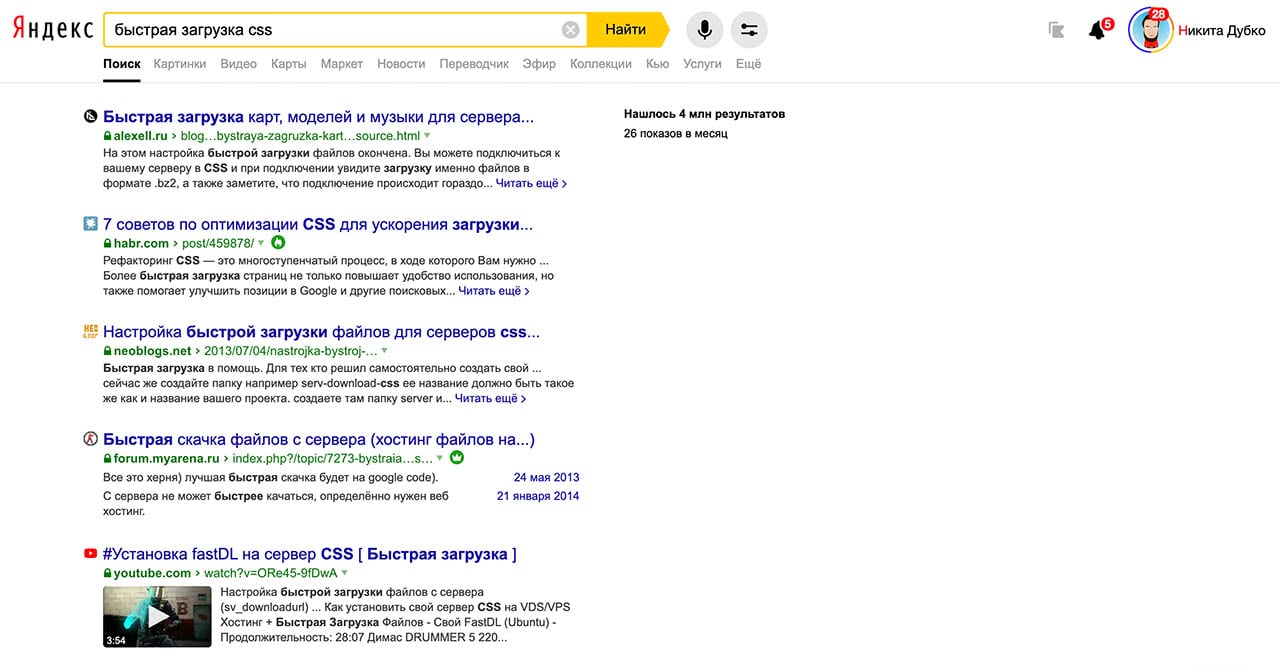 Яндекс
быстрая загрузка css
Найти
28
5
Никита Дубко
Поиск Картинки Видео Карты Маркет Новости Переводчик Эфир Коллекции Кью Услуги Ещё
Быстрая загрузка карт, моделей и музыки для сервера...
alexell.ru › blog…bystraya-zagruzka-kart…source.html
На этом настройка быстрой загрузки файлов окончена. Вы можете подключиться к
вашему серверу в CSS и при подключении увидите загрузку именно файлов в
формате .bz2, а также заметите, что подключение происходит гораздо... Читать ещё ›
Нашлось 4 млн результатов
26 показов в месяц
7 советов по оптимизации CSS для ускорения загрузки...
habr.com › post/459878/
Рефакторинг CSS — это многоступенчатый процесс, в ходе которого Вам нужно ...
Более быстрая загрузка страниц не только повышает удобство использования, но
также помогает улучшить позиции в Google и другие поисковых... Читать ещё ›
НЕО
БЛОГ
Настройка быстрой загрузки файлов для серверов css...
neoblogs.net › 2013/07/04/nastrojka-bystroj-…
Быстрая загрузка в помощь. Для тех кто решил самостоятельно создать свой ...
сейчас же создайте папку например serv-download-css ее название должно быть такое
же как и название вашего проекта. создаете там папку server и... Читать ещё ›
Быстрая скачка файлов с сервера (хостинг файлов на...)
forum.myarena.ru › index.php?/topic/7273-bystraia…s…
Все это херня) лучшая быстрая скачка будет на google code). 24 мая 2013
С сервера не может быстрее качаться, определённо нужен веб 21 января 2014
хостинг.
#Установка fastDL на сервер CSS [ Быстрая загрузка ]
youtube.com › watch?v=ORe45-9fDwA
Настройка быстрой загрузки файлов с сервера
(sv_downloadurl) ... Как установить свой сервер CSS на VDS/VPS
Хостинг + Быстрая Загрузка Файлов - Свой FastDL (Ubuntu) -
Продолжительность: 28:07 Димас DRUMMER 5 220...
B
3:54